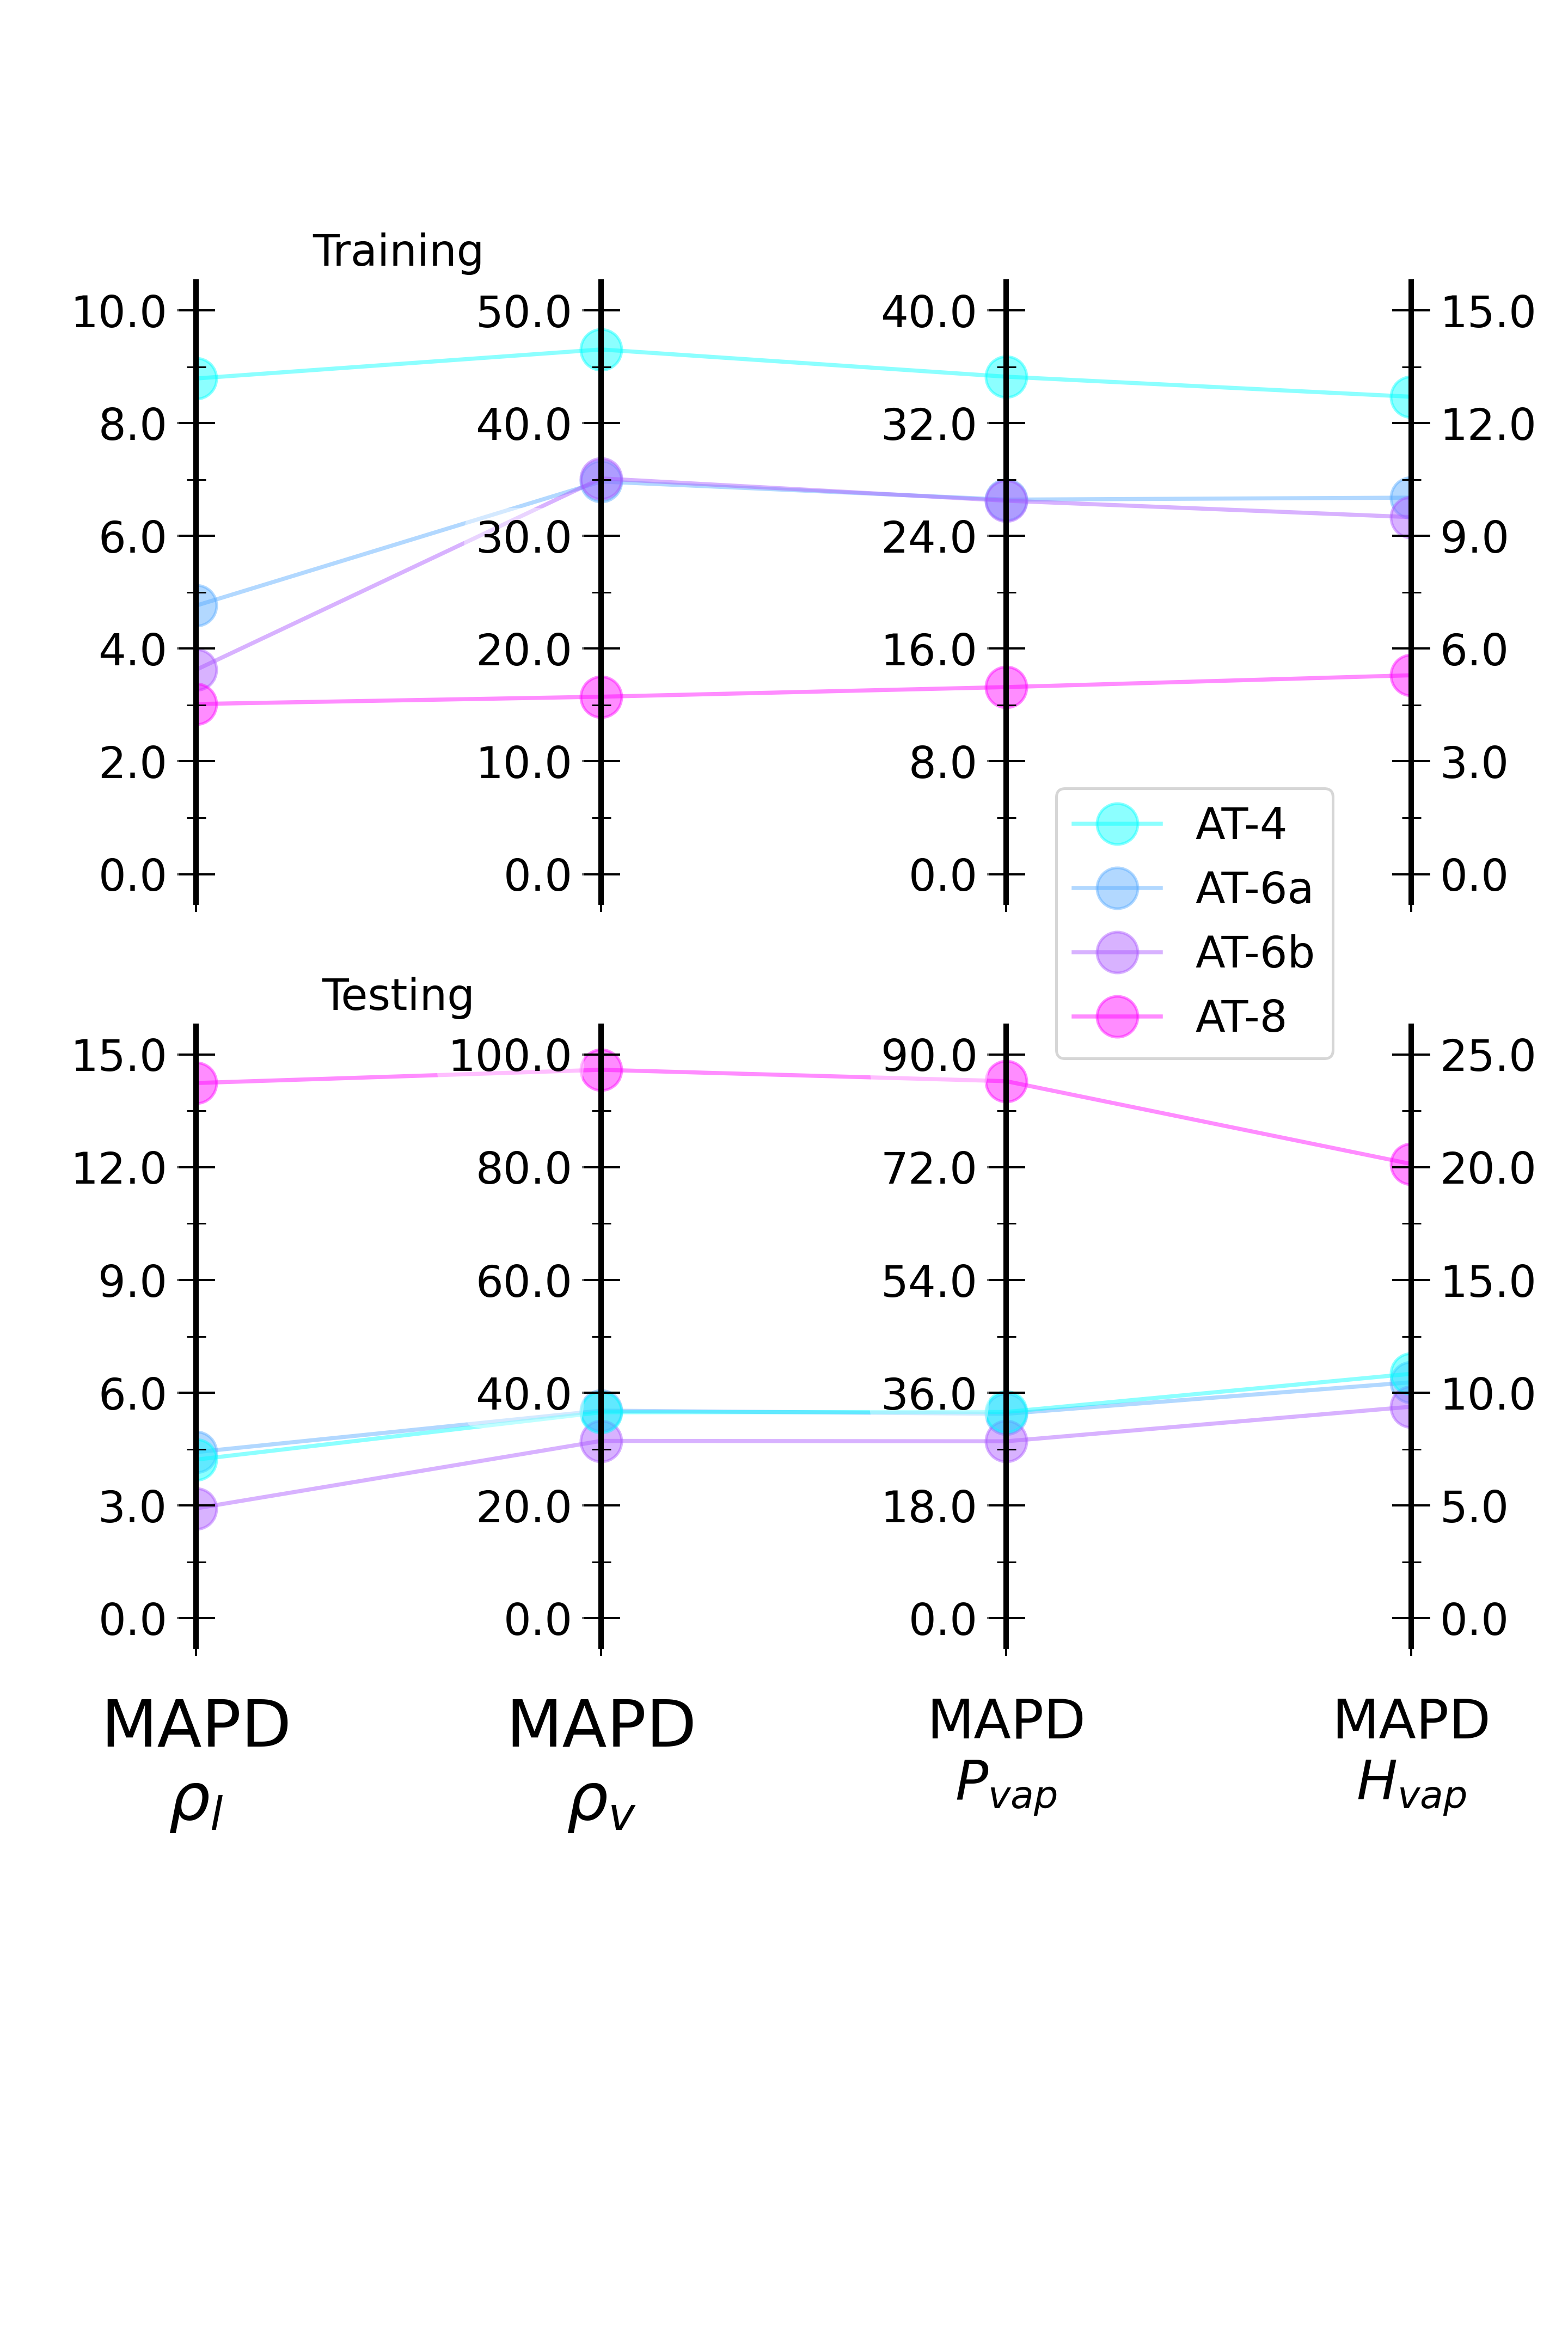 Training
10.0 50.0 40.0 15.0
8.0 40.0 32.0 12.0
6.0 30.0 24.0 9.0
4.0 20.0 16.0 6.0
2.0 10.0 8.0 3.0
0.0 0.0 0.0 0.0
AT-4
AT-6a
AT-6b
AT-8
Testing
15.0 100.0 90.0 25.0
12.0 80.0 72.0 20.0
9.0 60.0 54.0 15.0
6.0 40.0 36.0 10.0
3.0 20.0 18.0 5.0
0.0 0.0 0.0 0.0
MAPD MAPD MAPD MAPD
ρl ρv Pvap Hvap